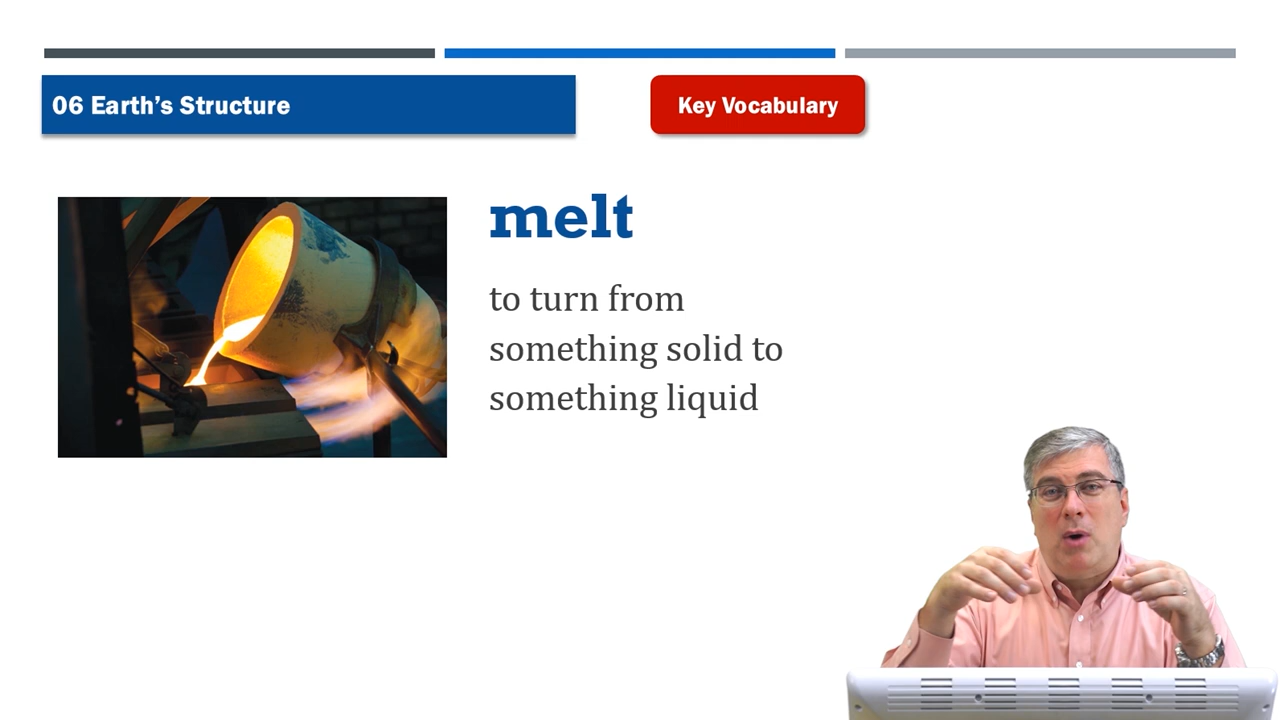 06 Earth’s Structure
Key Vocabulary
melt
to turn from
something solid to
something liquid